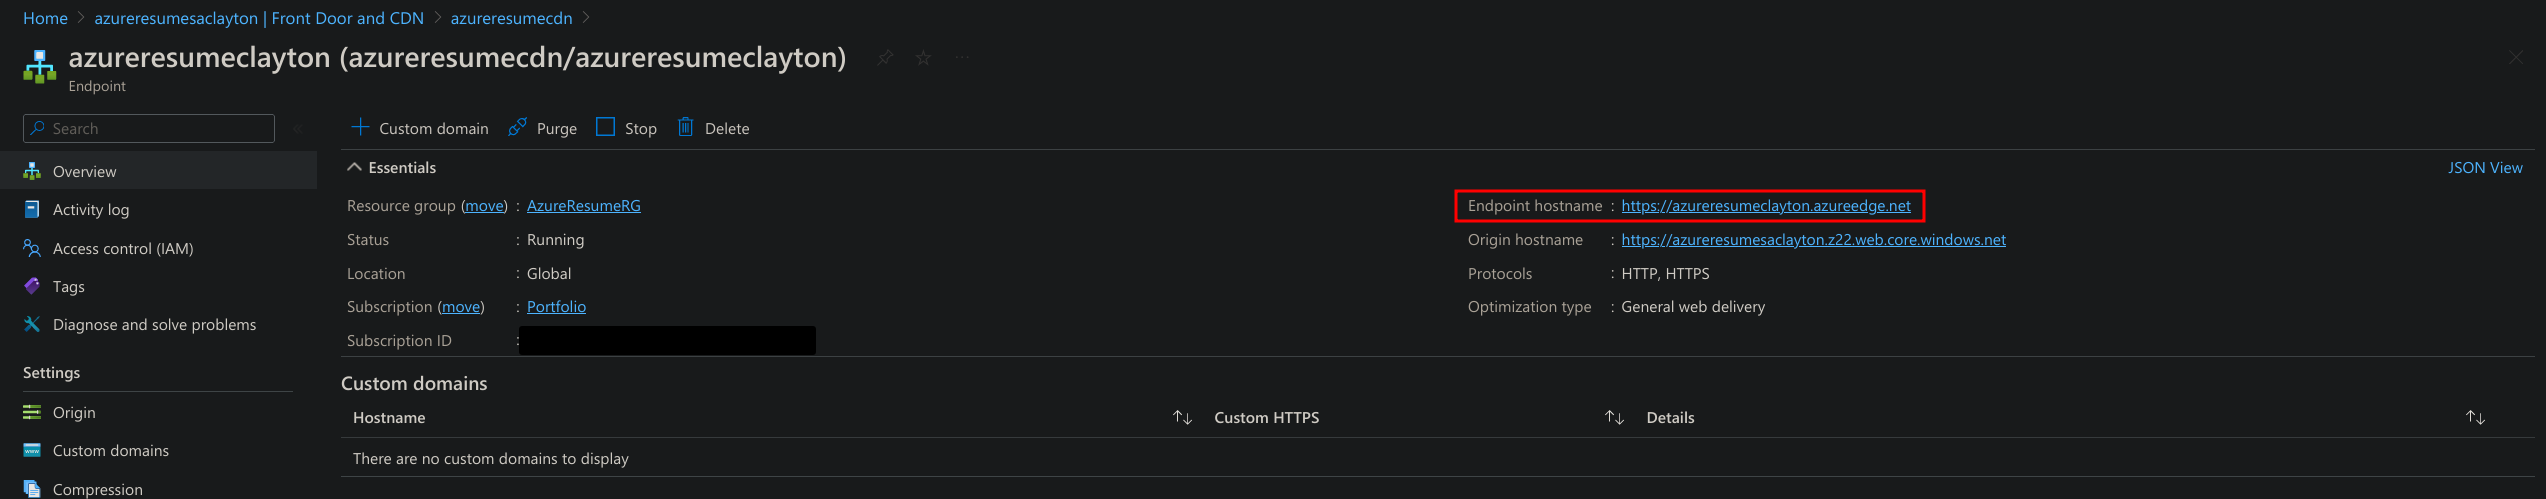 Home > azureresumesaclayton | Front Door and CDN > azureresumecdn >
azureresumeclayton (azureresumecdn/azureresumeclayton) ...
Endpoint
Search
Overview
Activity log
Access control (IAM)
Tags
Diagnose and solve problems
Settings
Origin
Custom domains
Compression
Custom domain Purge Stop Delete
Essentials JSON View
Resource group (move) : AzureResumeRG
Status : Running
Location : Global
Subscription (move) : Portfolio
Subscription ID :
Endpoint hostname : https://azureresumeclayton.azureedge.net
Origin hostname : https://azureresumesaclayton.z22.web.core.windows.net
Protocols : HTTP, HTTPS
Optimization type : General web delivery
Custom domains
Hostname Custom HTTPS Details
There are no custom domains to display